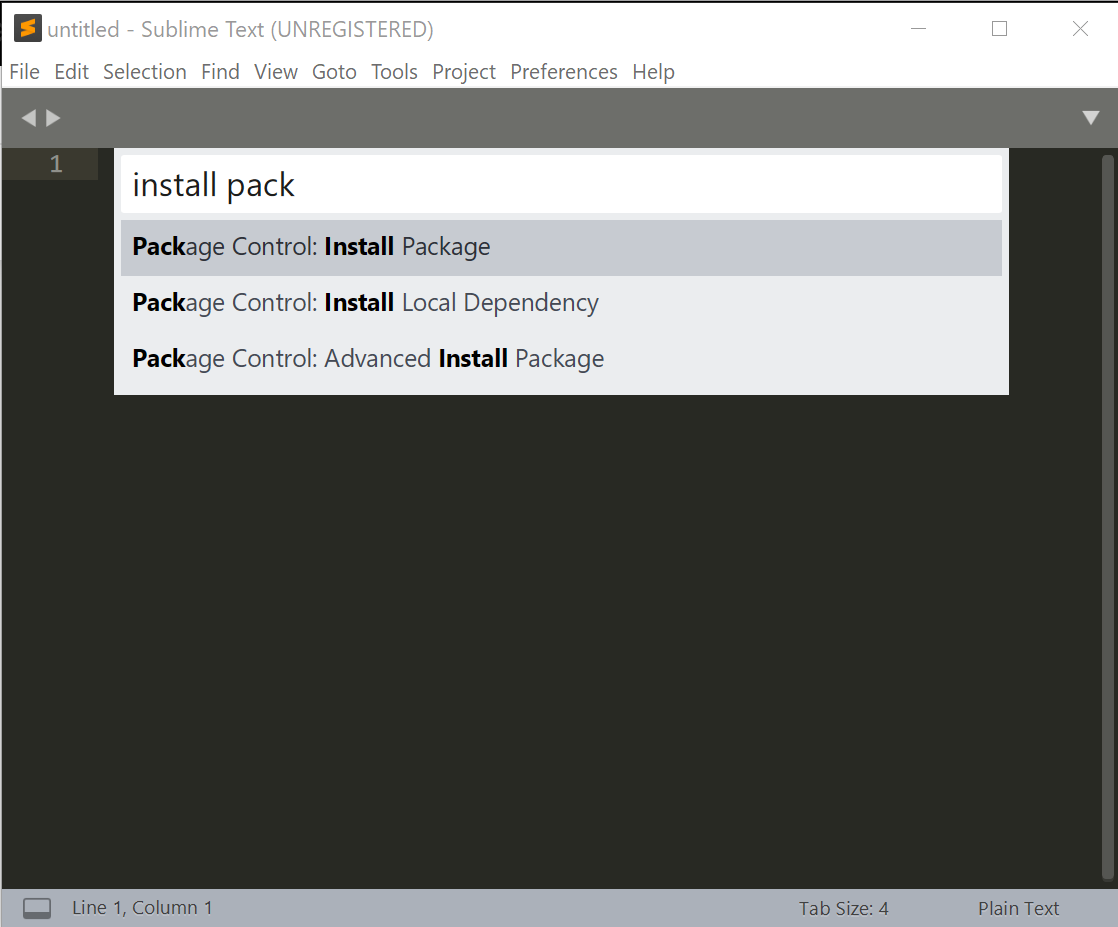 untitled - Sublime Text (UNREGISTERED)
File Edit Selection Find View Goto Tools Project Preferences Help
1
install pack
Package Control: Install Package
Package Control: Install Local Dependency
Package Control: Advanced Install Package
Line 1, Column 1 Tab Size: 4 Plain Text